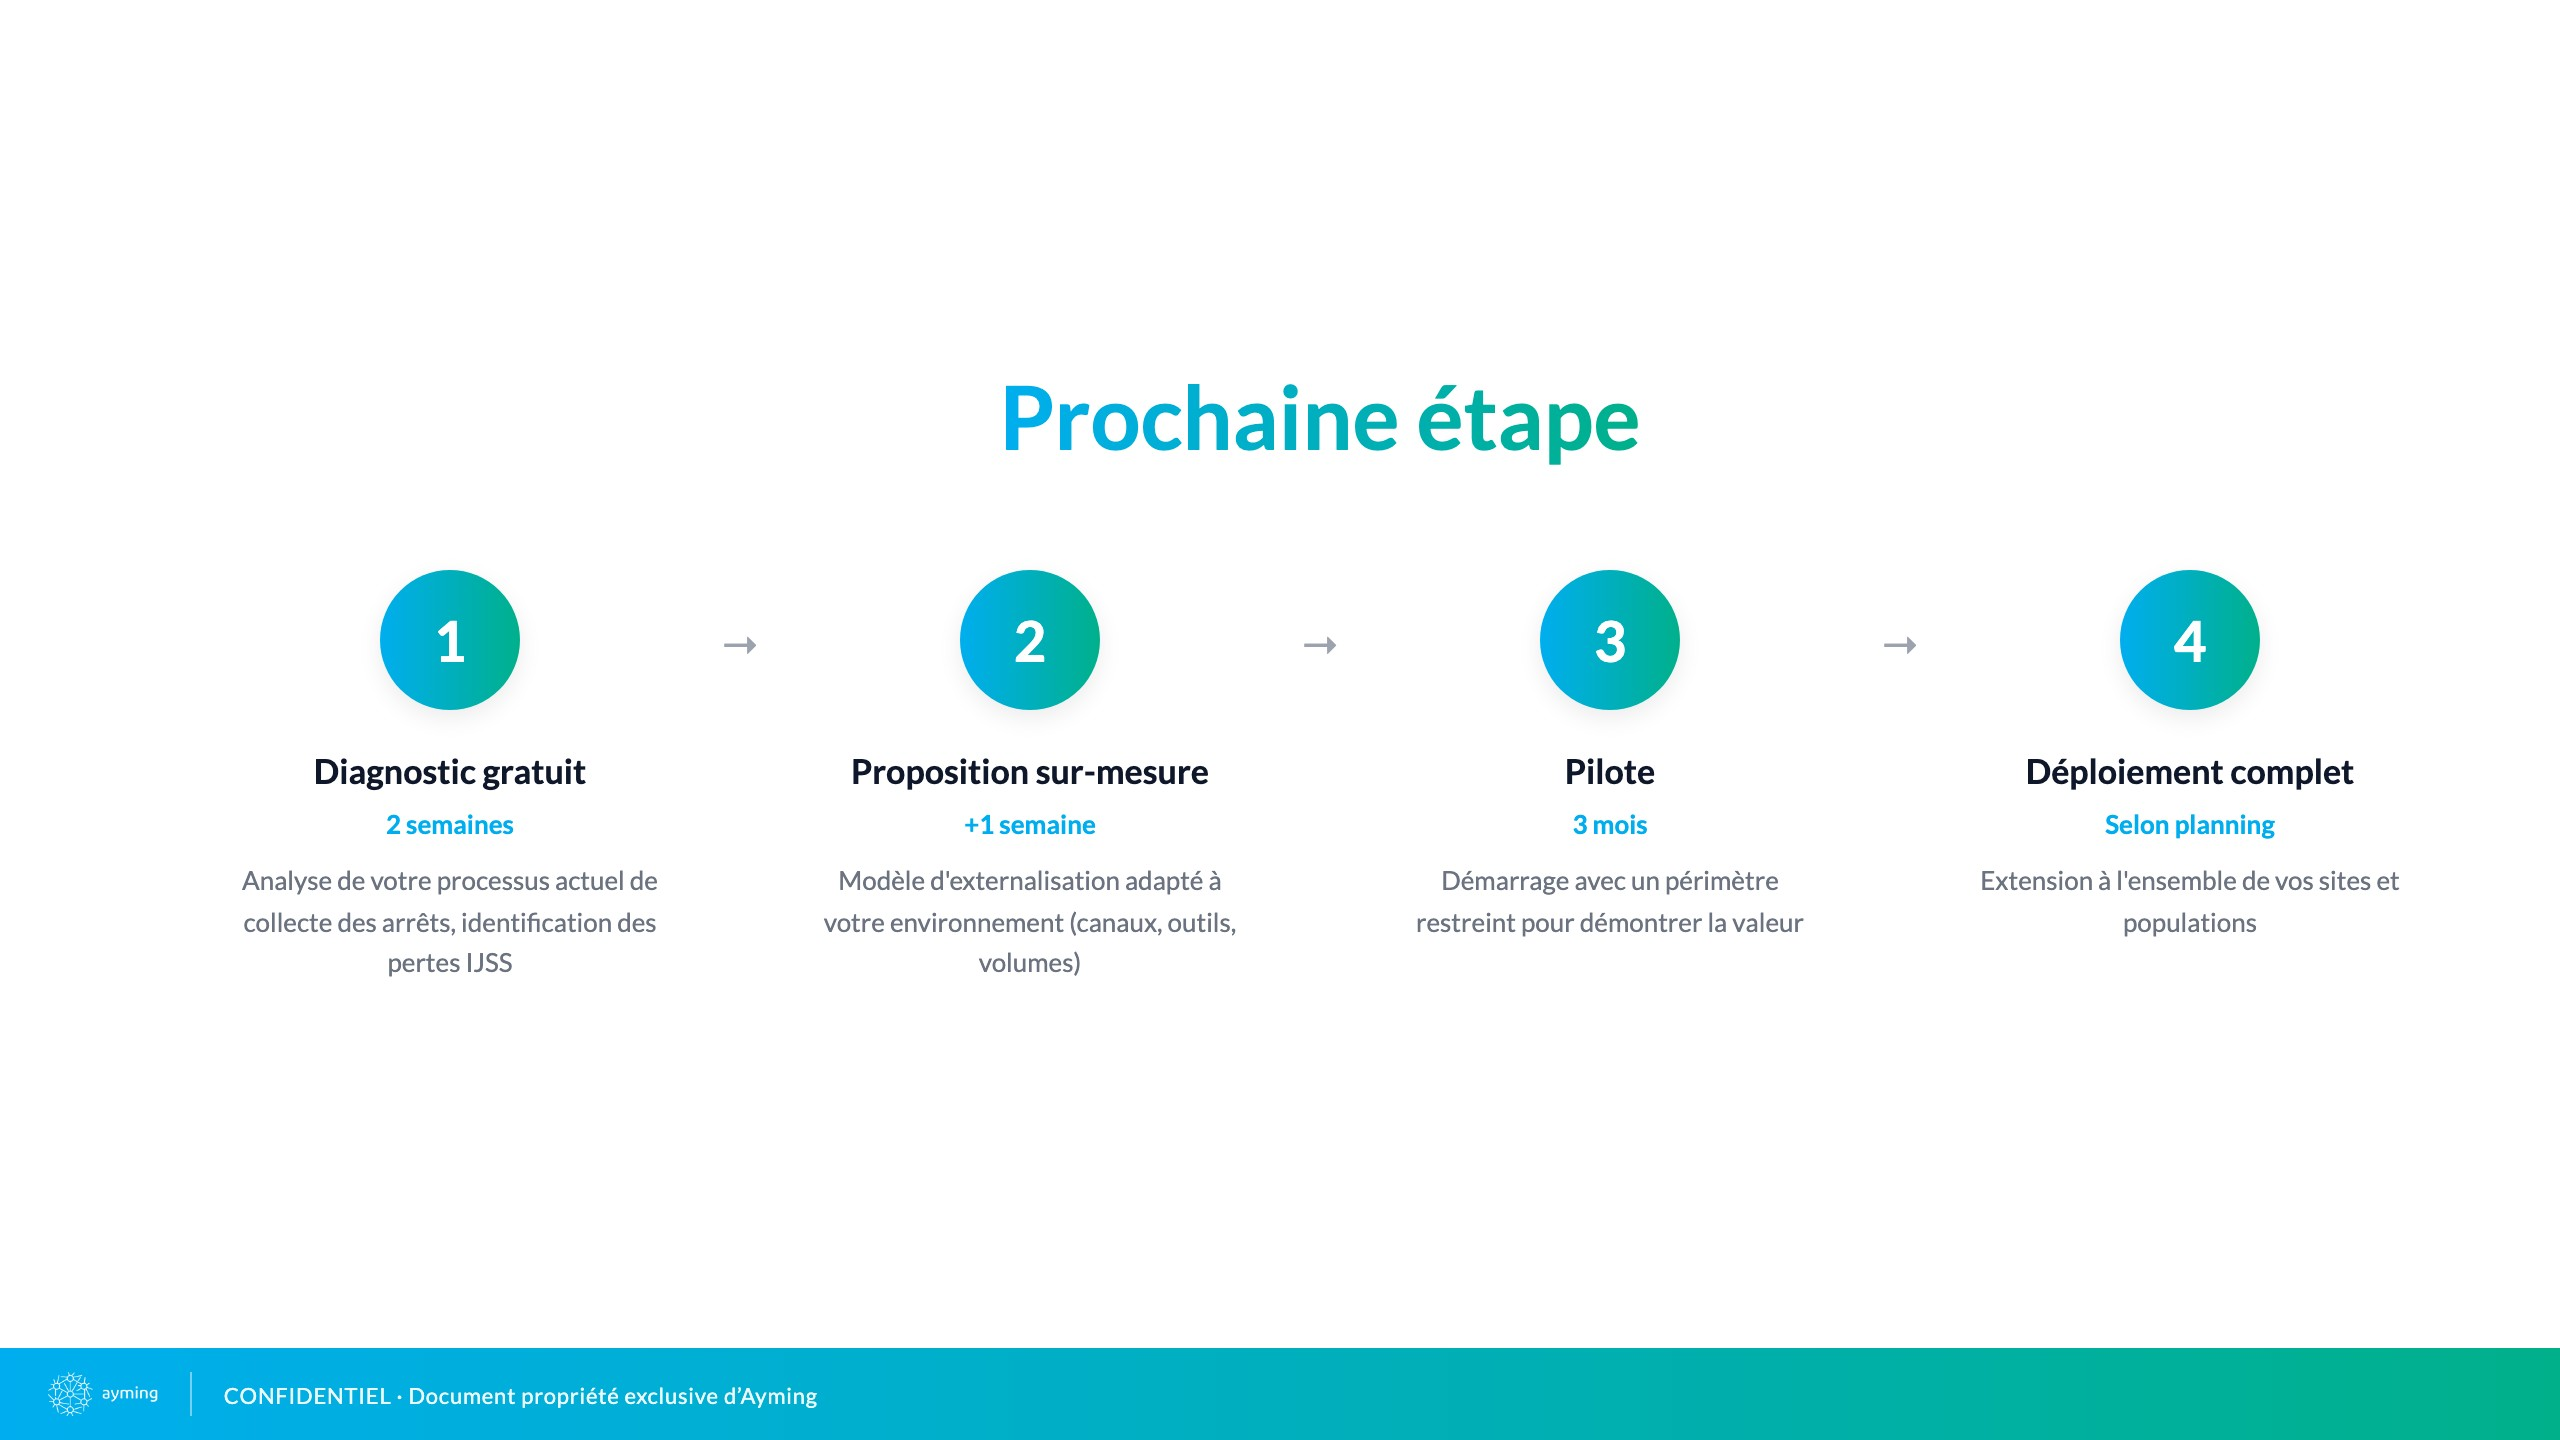 Prochaine étape
1
→
2
→
3
→
4
Diagnostic gratuit
2 semaines
Analyse de votre processus actuel de
collecte des arrêts, identification des
pertes IJSS
Proposition sur-mesure
+1 semaine
Modèle d'externalisation adapté à
votre environnement (canaux, outils,
volumes)
Pilote
3 mois
Démarrage avec un périmètre
restreint pour démontrer la valeur
Déploiement complet
Selon planning
Extension à l'ensemble de vos sites et
populations
ayming
CONFIDENTIEL · Document propriété exclusive d’Ayming